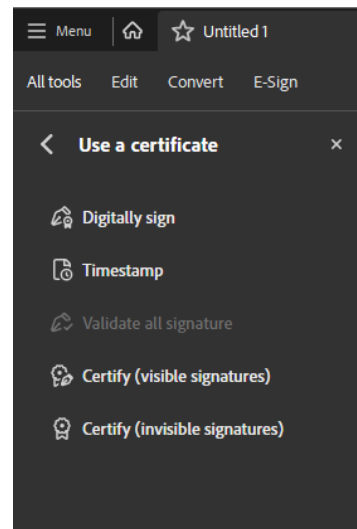 Menu Untitled 1
All tools Edit Convert E-Sign
Use a certificate
Digitally sign
Timestamp
Validate all signature
Certify (visible signatures)
Certify (invisible signatures)